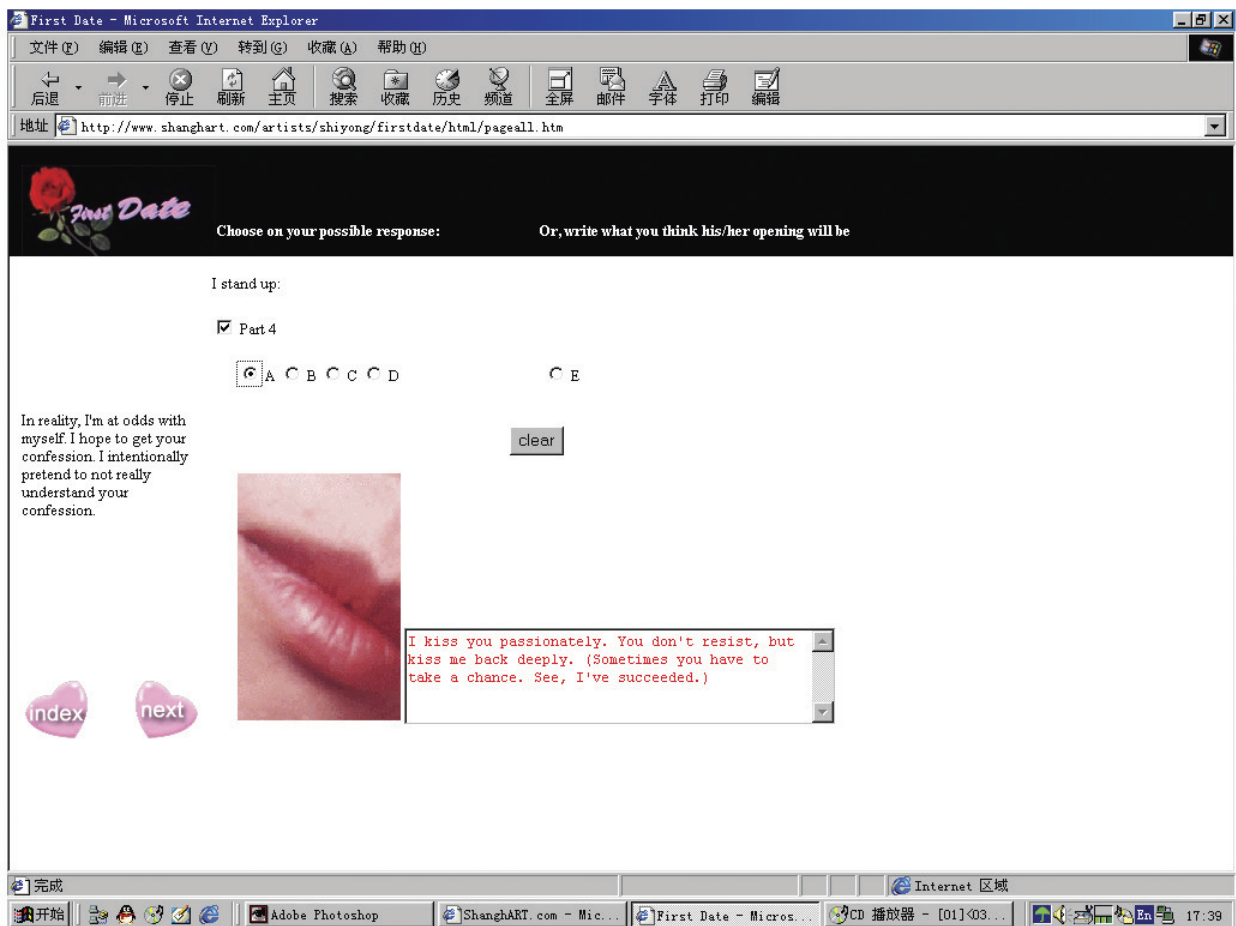 First Date - Microsoft Internet Explorer
文件(F) 编辑(E) 查看(V) 转到(G) 收藏(A) 帮助(H)
后退 前进 停止 刷新 主页 搜索 收藏 历史 频道 全屏 邮件 字体 打印 编辑
地址 http://www.shanghart.com/artists/shiyong/firstdate/html/pageall.htm
First Date
Choose on your possible response: Or, write what you think his/her opening will be
I stand up:
Part 4
A B C D E
clear
In reality, I'm at odds with
myself. I hope to get your
confession. I intentionally
pretend to not really
understand your
confession.
I kiss you passionately. You don't resist, but
kiss me back deeply. (Sometimes you have to
take a chance. See, I've succeeded.)
index next
完成 Internet 区域
开始 Adobe Photoshop ShanghART.com - Mic... First Date - Micros... CD 播放器 - [01]<03... En 17:39